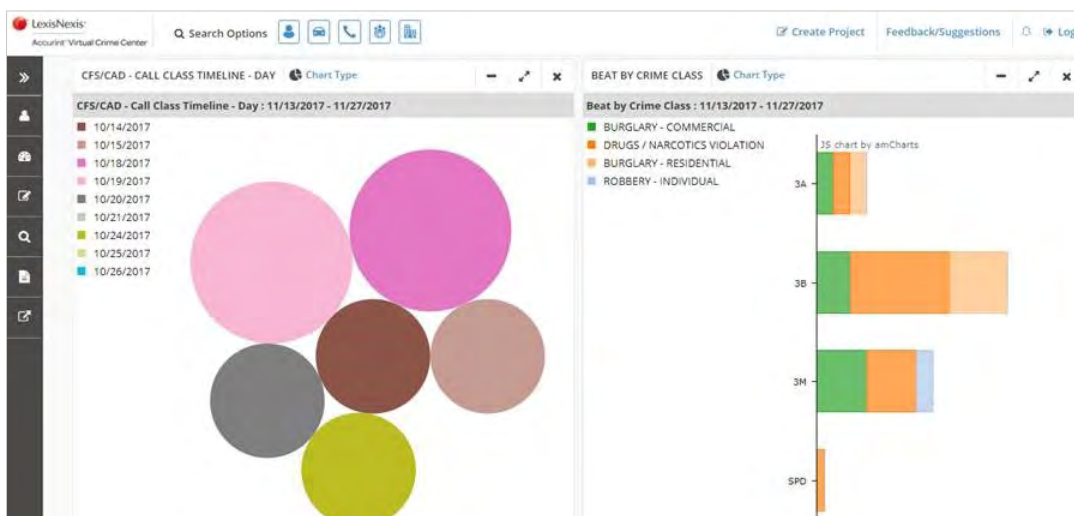 LexisNexis®
Accurint® Virtual Crime Center
Search Options
Create Project
Feedback/Suggestions
Log
CFS/CAD - CALL CLASS TIMELINE - DAY
Chart Type
CFS/CAD - Call Class Timeline - Day : 11/13/2017 - 11/27/2017
10/14/2017
10/15/2017
10/18/2017
10/19/2017
10/20/2017
10/21/2017
10/24/2017
10/25/2017
10/26/2017
BEAT BY CRIME CLASS
Chart Type
Beat by Crime Class : 11/13/2017 - 11/27/2017
BURGLARY - COMMERCIAL
DRUGS / NARCOTICS VIOLATION
BURGLARY - RESIDENTIAL
ROBBERY - INDIVIDUAL
JS chart by amCharts
3A
3B
3M
SPD